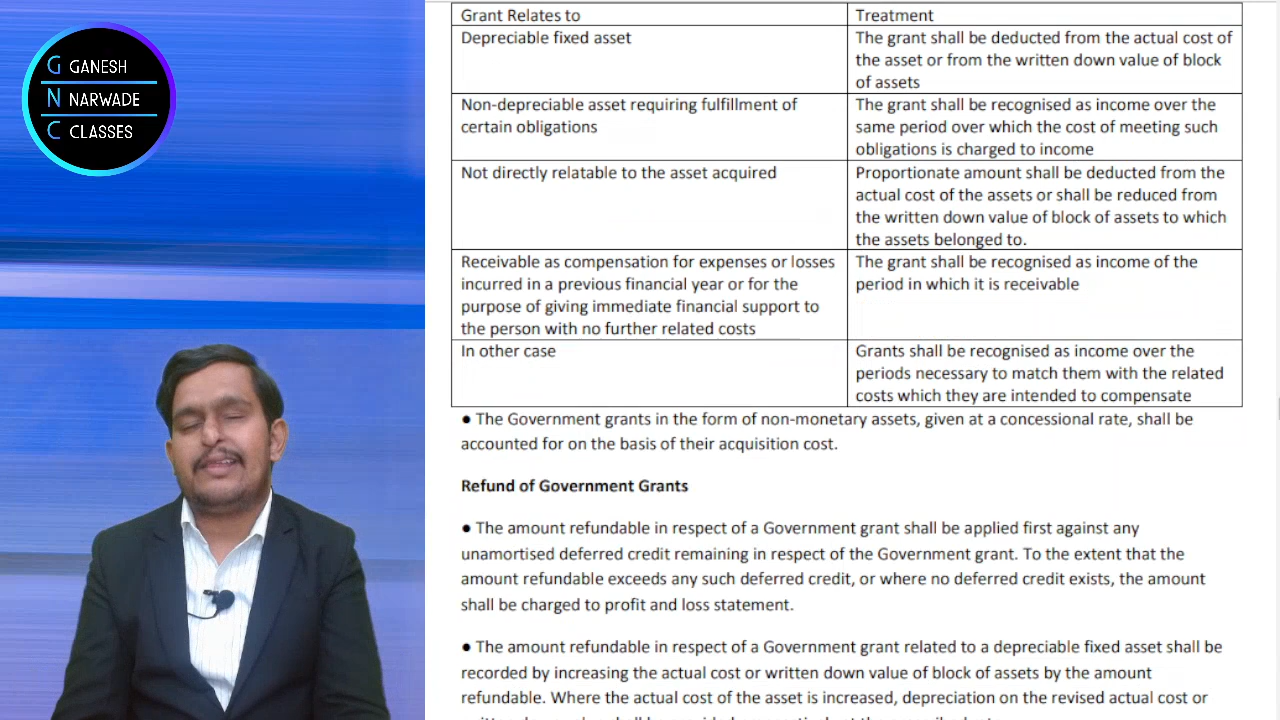 G GANESH
N NARWADE
C CLASSES
Grant Relates to
Treatment
Depreciable fixed asset
The grant shall be deducted from the actual cost of
the asset or from the written down value of block
of assets
Non-depreciable asset requiring fulfillment of
certain obligations
The grant shall be recognised as income over the
same period over which the cost of meeting such
obligations is charged to income
Not directly relatable to the asset acquired
Proportionate amount shall be deducted from the
actual cost of the assets or shall be reduced from
the written down value of block of assets to which
the assets belonged to.
Receivable as compensation for expenses or losses
incurred in a previous financial year or for the
purpose of giving immediate financial support to
the person with no further related costs
The grant shall be recognised as income of the
period in which it is receivable
In other case
Grants shall be recognised as income over the
periods necessary to match them with the related
costs which they are intended to compensate
● The Government grants in the form of non-monetary assets, given at a concessional rate, shall be
accounted for on the basis of their acquisition cost.
Refund of Government Grants
● The amount refundable in respect of a Government grant shall be applied first against any
unamortised deferred credit remaining in respect of the Government grant. To the extent that the
amount refundable exceeds any such deferred credit, or where no deferred credit exists, the amount
shall be charged to profit and loss statement.
● The amount refundable in respect of a Government grant related to a depreciable fixed asset shall be
recorded by increasing the actual cost or written down value of block of assets by the amount
refundable. Where the actual cost of the asset is increased, depreciation on the revised actual cost or